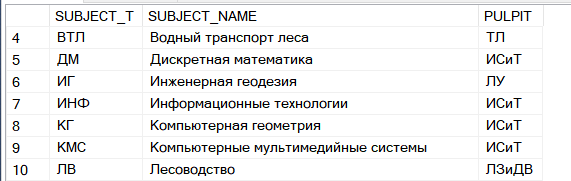 SUBJECT_T SUBJECT_NAME PULPIT
4 ВТЛ Водный транспорт леса ТЛ
5 ДМ Дискретная математика ИСиТ
6 ИГ Инженерная геодезия ЛУ
7 ИНФ Информационные технологии ИСиТ
8 КГ Компьютерная геометрия ИСиТ
9 КМС Компьютерные мультимедийные системы ИСиТ
10 ЛВ Лесоводство ЛЗиДВ